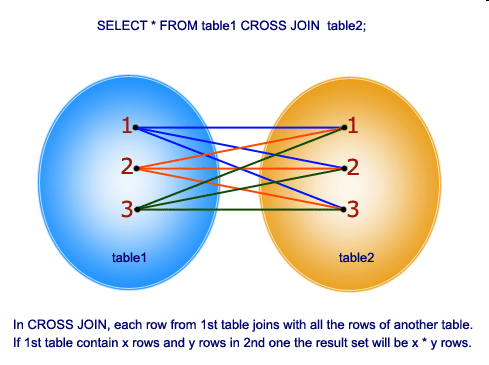 SELECT * FROM table1 CROSS JOIN table2;
1 1
2 2
3 3
table1 table2
In CROSS JOIN, each row from 1st table joins with all the rows of another table.
If 1st table contain x rows and y rows in 2nd one the result set will be x * y rows.